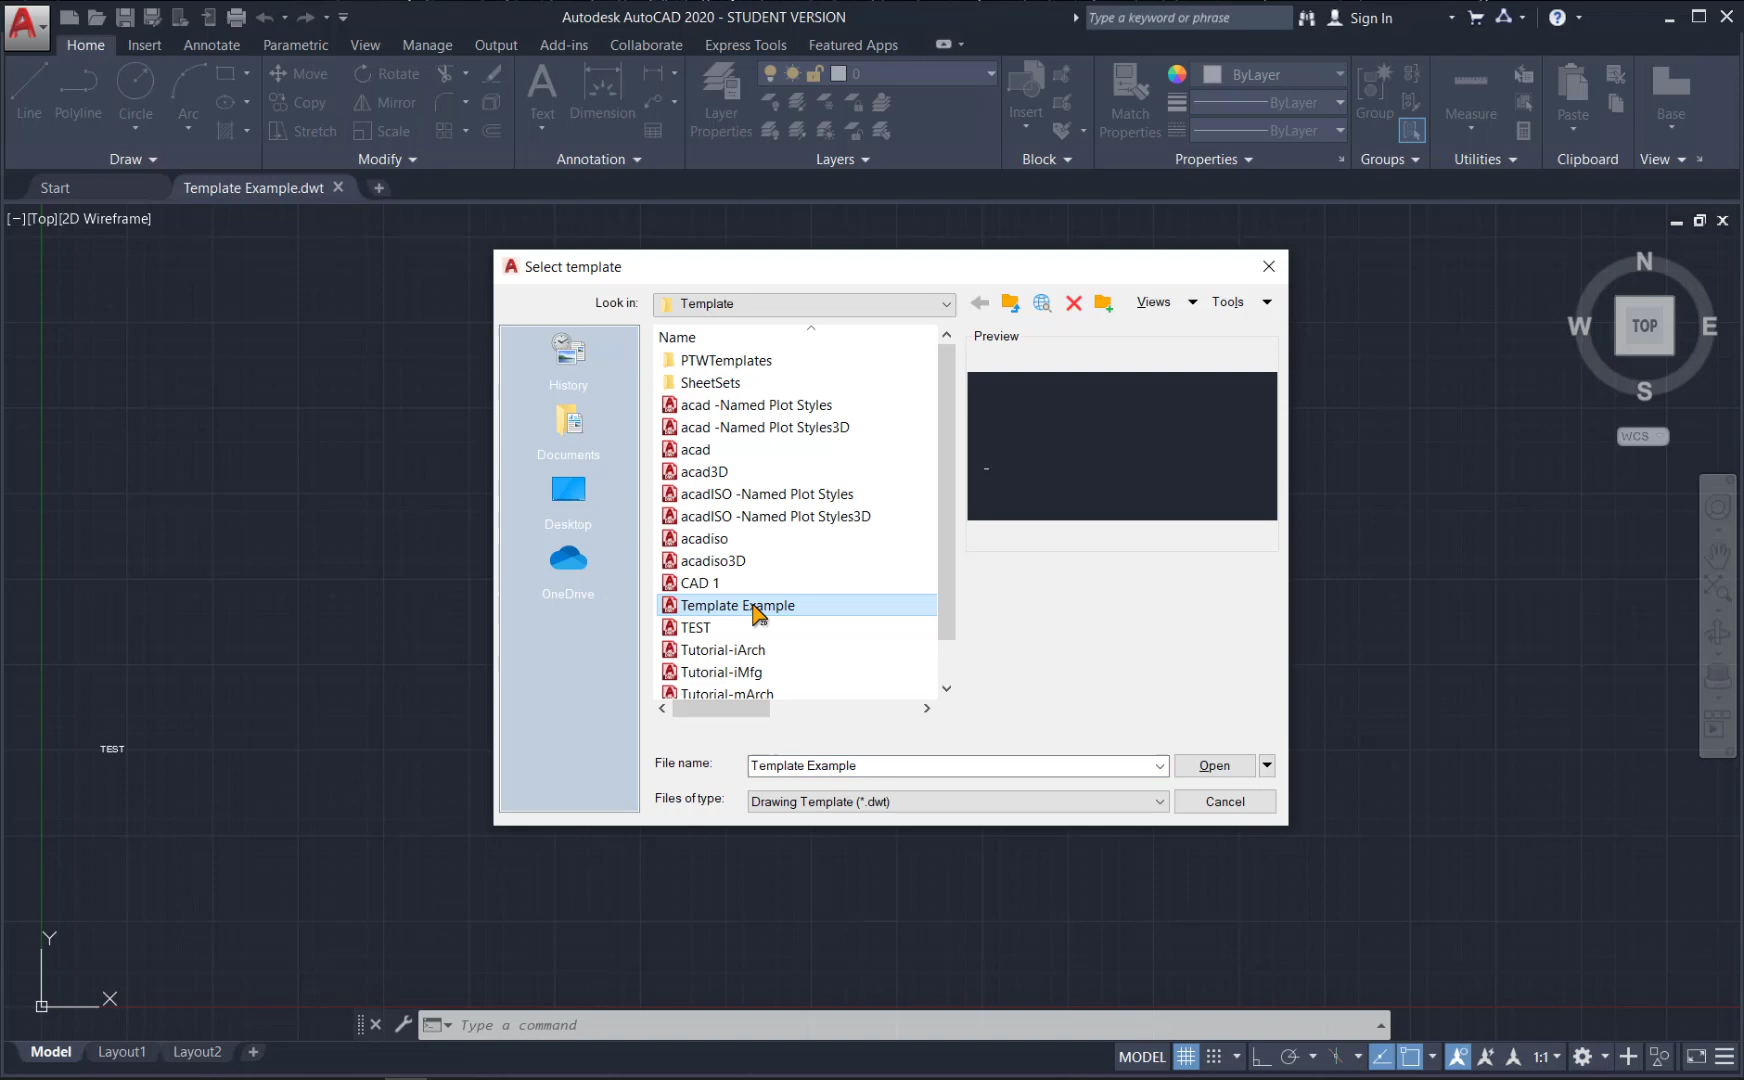 Autodesk AutoCAD 2020 - STUDENT VERSION
Type a keyword or phrase
Sign In
Home Insert Annotate Parametric View Manage Output Add-ins Collaborate Express Tools Featured Apps
Line Polyline Circle Arc
Move Rotate
Copy Mirror
Stretch Scale
Text Dimension
Layer Properties
0
Insert
Match Properties
ByLayer
ByLayer
ByLayer
Group
Measure
Paste
Base
Draw Modify Annotation Layers Block Properties Groups Utilities Clipboard View
Start Template Example.dwt
[−][Top][2D Wireframe]
Select template
Look in: Template
Views Tools
History
Documents
Desktop
OneDrive
Name
PTWTemplates
SheetSets
acad -Named Plot Styles
acad -Named Plot Styles3D
acad
acad3D
acadISO -Named Plot Styles
acadISO -Named Plot Styles3D
acadiso
acadiso3D
CAD 1
Template Example
TEST
Tutorial-iArch
Tutorial-iMfg
Tutorial-mArch
Preview
File name: Template Example
Open
Files of type: Drawing Template (*.dwt)
Cancel
N
W TOP E
S
WCS
TEST
Y
X
Type a command
Model Layout1 Layout2
MODEL
1:1